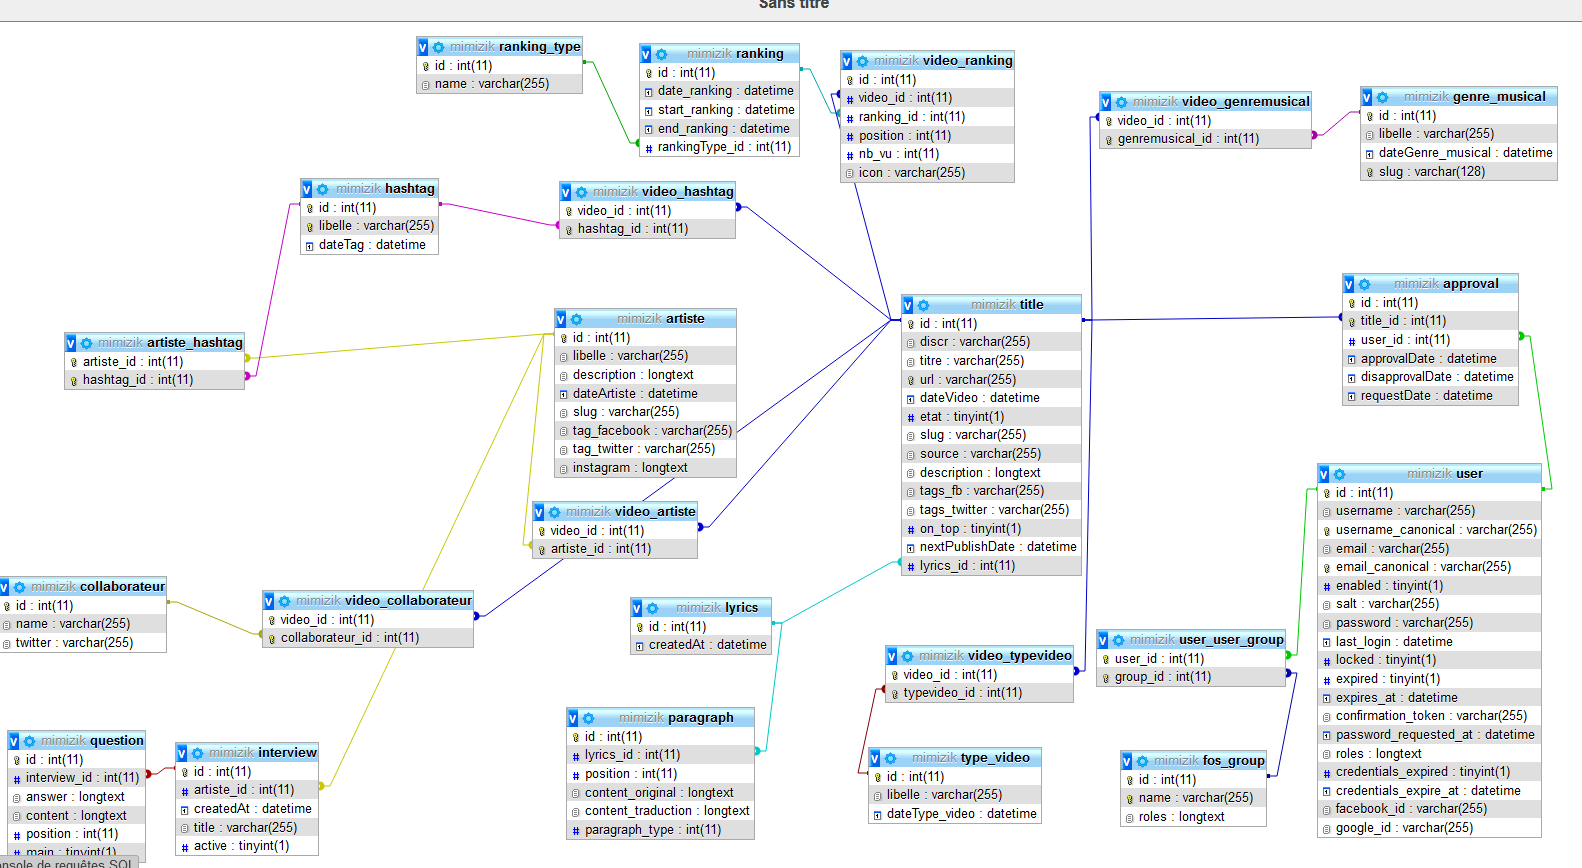 Sans titre
mimizik ranking_type
id : int(11)
name : varchar(255)
mimizik ranking
id : int(11)
date_ranking : datetime
start_ranking : datetime
end_ranking : datetime
rankingType_id : int(11)
mimizik video_ranking
id : int(11)
video_id : int(11)
ranking_id : int(11)
position : int(11)
nb_vu : int(11)
icon : varchar(255)
mimizik video_genremusical
video_id : int(11)
genremusical_id : int(11)
mimizik genre_musical
id : int(11)
libelle : varchar(255)
dateGenre_musical : datetime
slug : varchar(128)
mimizik hashtag
id : int(11)
libelle : varchar(255)
dateTag : datetime
mimizik video_hashtag
video_id : int(11)
hashtag_id : int(11)
mimizik artiste_hashtag
artiste_id : int(11)
hashtag_id : int(11)
mimizik artiste
id : int(11)
libelle : varchar(255)
description : longtext
dateArtiste : datetime
slug : varchar(255)
tag_facebook : varchar(255)
tag_twitter : varchar(255)
instagram : longtext
mimizik title
id : int(11)
discr : varchar(255)
titre : varchar(255)
url : varchar(255)
dateVideo : datetime
etat : tinyint(1)
slug : varchar(255)
source : varchar(255)
description : longtext
tags_fb : varchar(255)
tags_twitter : varchar(255)
on_top : tinyint(1)
nextPublishDate : datetime
lyrics_id : int(11)
mimizik approval
id : int(11)
title_id : int(11)
user_id : int(11)
approvalDate : datetime
disapprovalDate : datetime
requestDate : datetime
mimizik video_artiste
video_id : int(11)
artiste_id : int(11)
mimizik user
id : int(11)
username : varchar(255)
username_canonical : varchar(255)
email : varchar(255)
email_canonical : varchar(255)
enabled : tinyint(1)
salt : varchar(255)
password : varchar(255)
last_login : datetime
locked : tinyint(1)
expired : tinyint(1)
expires_at : datetime
confirmation_token : varchar(255)
password_requested_at : datetime
roles : longtext
credentials_expired : tinyint(1)
credentials_expire_at : datetime
facebook_id : varchar(255)
google_id : varchar(255)
mimizik collaborateur
id : int(11)
name : varchar(255)
twitter : varchar(255)
mimizik video_collaborateur
video_id : int(11)
collaborateur_id : int(11)
mimizik lyrics
id : int(11)
createdAt : datetime
mimizik video_typevideo
video_id : int(11)
typevideo_id : int(11)
mimizik user_user_group
user_id : int(11)
group_id : int(11)
mimizik question
id : int(11)
interview_id : int(11)
answer : longtext
content : longtext
position : int(11)
main : tinyint(1)
mimizik interview
id : int(11)
artiste_id : int(11)
createdAt : datetime
title : varchar(255)
active : tinyint(1)
mimizik paragraph
id : int(11)
lyrics_id : int(11)
position : int(11)
content_original : longtext
content_traduction : longtext
paragraph_type : int(11)
mimizik type_video
id : int(11)
libelle : varchar(255)
dateType_video : datetime
mimizik fos_group
id : int(11)
name : varchar(255)
roles : longtext
onsole de requêtes SQL